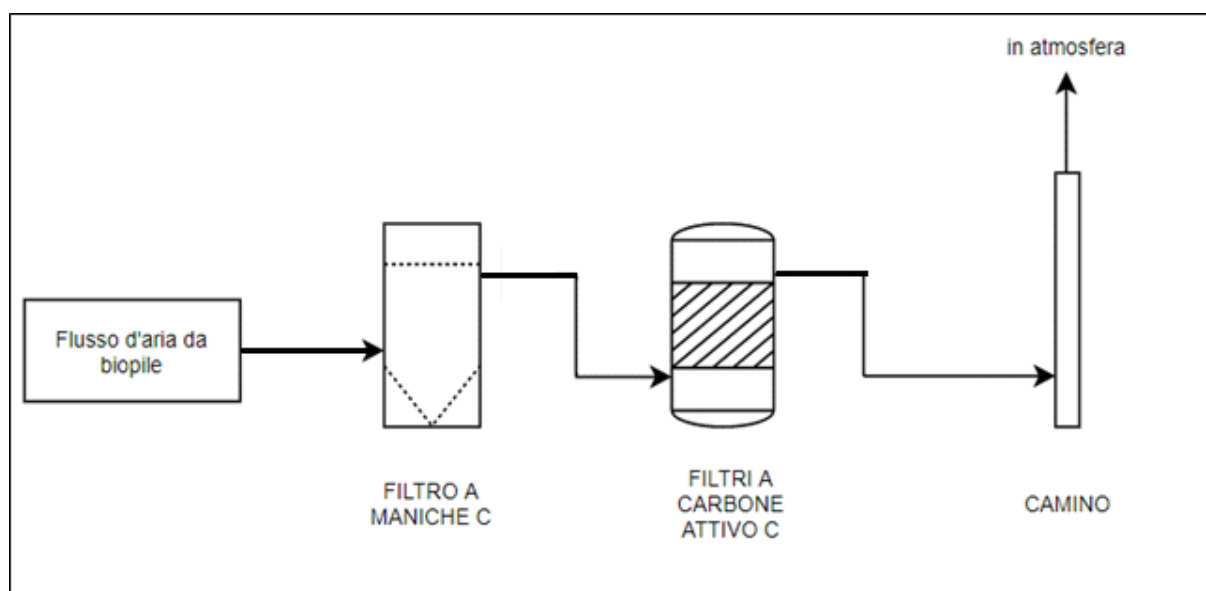 in atmosfera
Flusso d'aria da
biopile
FILTRO A
MANICHE C
FILTRI A
CARBONE
ATTIVO C
CAMINO